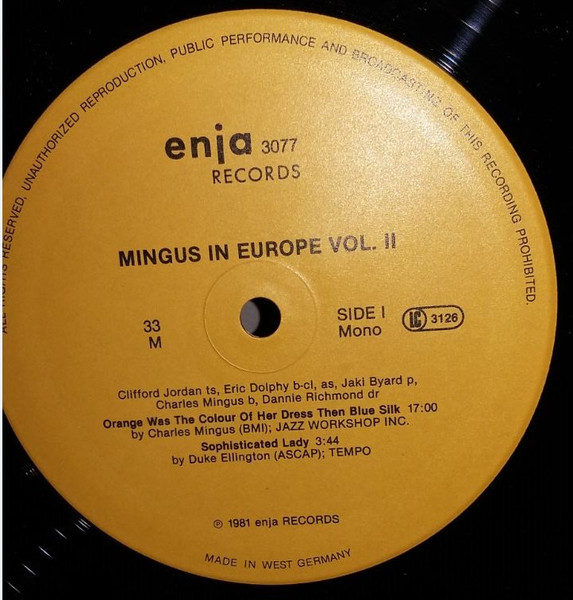 ALL RIGHTS RESERVED, UNAUTHORIZED REPRODUCTION, PUBLIC PERFORMANCE AND BROADCASTING OF THIS RECORDING PROHIBITED.
enja 3077
RECORDS
MINGUS IN EUROPE VOL. II
33
M
SIDE I
Mono
LC 3126
Clifford Jordan ts, Eric Dolphy b-cl, as, Jaki Byard p,
Charles Mingus b, Dannie Richmond dr
Orange Was The Colour Of Her Dress Then Blue Silk 17:00
by Charles Mingus (BMI); JAZZ WORKSHOP INC.
Sophisticated Lady 3:44
by Duke Ellington (ASCAP); TEMPO
℗ 1981 enja RECORDS
MADE IN WEST GERMANY